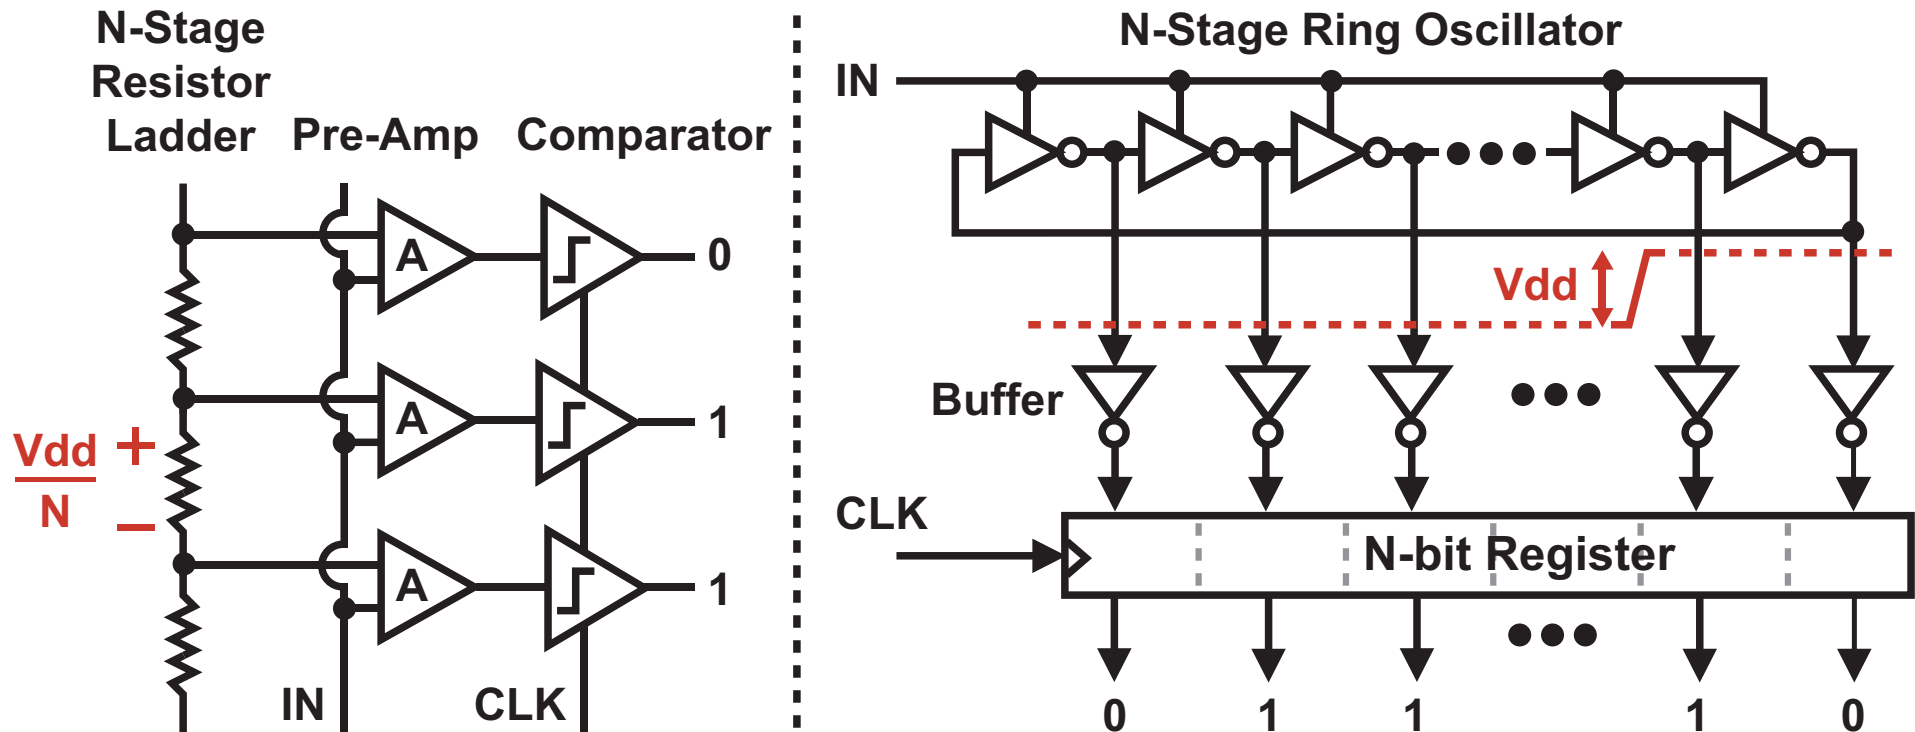 N-Stage
Resistor
Ladder
Pre-Amp
Comparator
A
0
A
1
Vdd
N
+
−
A
1
IN
CLK
N-Stage Ring Oscillator
IN
Vdd
Buffer
CLK
N-bit Register
0 1 1 1 0